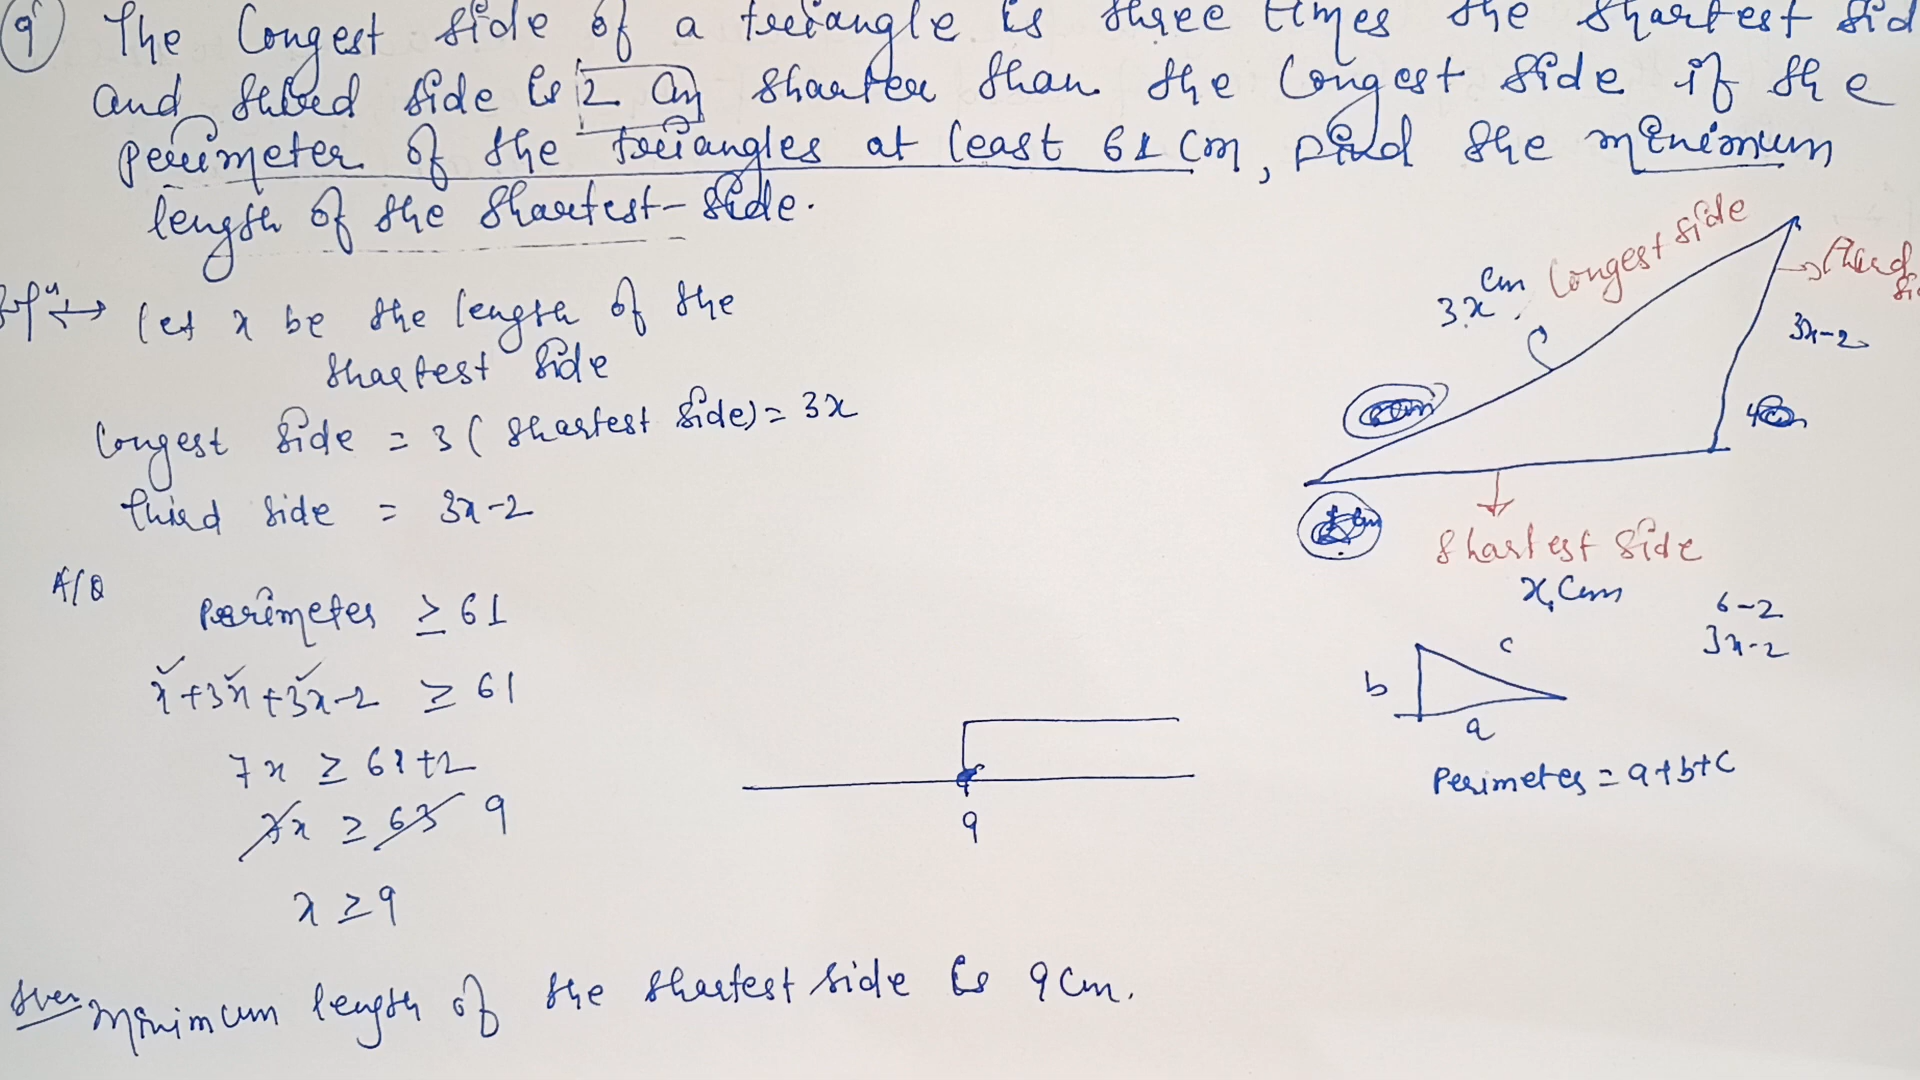 9 The Longest side of a triangle is three times the shortest sid
and third side is 2 cm shorter than the longest side if the
perimeter of the triangles at least 61 cm, find the minimum
length of the shortest side.
Soln let x be the length of the
shortest side
Longest side = 3 ( shortest side) = 3x
third side = 3x-2
A/Q
Perimeter ≥ 61
x+3x+3x-2 ≥ 61
7x ≥ 61+2
7x ≥ 63 9
x ≥ 9
9
Minimum length of the shortest side is 9 cm.
3x cm Longest side
third
3x-2
shortest side
x cm
6-2
3x-2
c
b
a
Perimeter = a+b+c